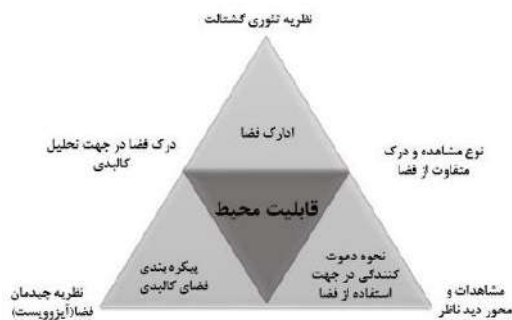 نظریه تئوری گشتالت
ادارک فضا
درک فضا در جهت تحلیل
کالبدی
نوع مشاهده و درک
متفاوت از فضا
قابلیت محیط
پیکره بندی
فضای کالبدی
نحوه دعوت
کنندگی در جهت
استفاده از فضا
نظریه چیدمان
فضا(آیزوویست)
مشاهدات و
محور دید ناظر